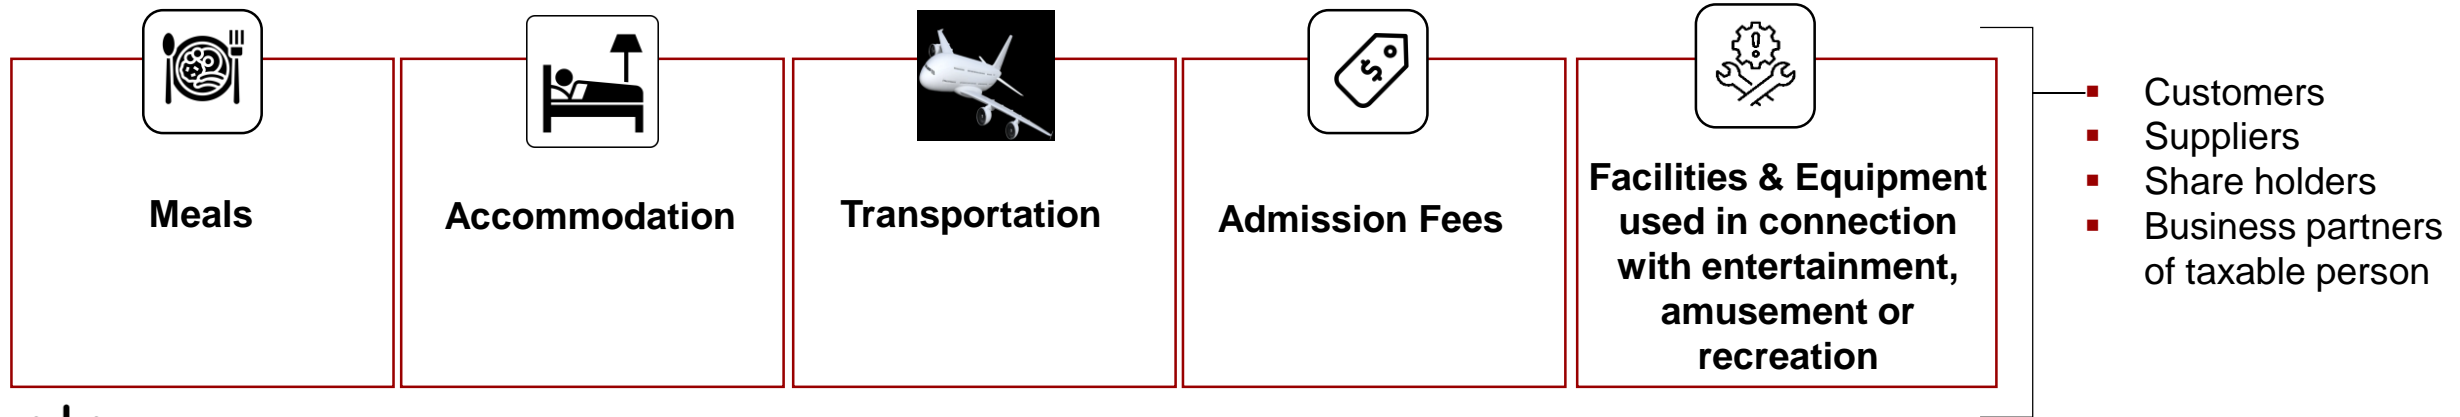 Meals
Accommodation
Transportation
Admission Fees
Facilities & Equipment
used in connection
with entertainment,
amusement or
recreation
Customers
Suppliers
Share holders
Business partners
of taxable person